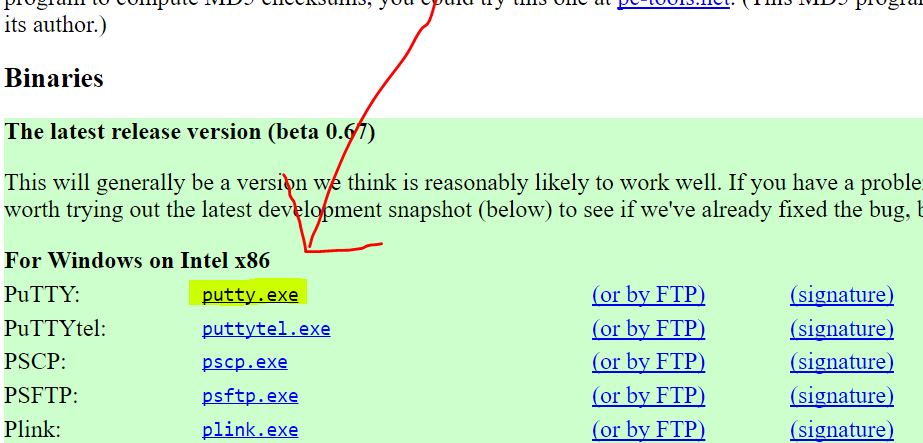 program to compute MD5 checksums, you could try this one at pc-tools.net. (This MD5 progra
its author.)
Binaries
The latest release version (beta 0.67)
This will generally be a version we think is reasonably likely to work well. If you have a proble
worth trying out the latest development snapshot (below) to see if we've already fixed the bug, b
For Windows on Intel x86
PuTTY: putty.exe (or by FTP) (signature)
PuTTYtel: puttytel.exe (or by FTP) (signature)
PSCP: pscp.exe (or by FTP) (signature)
PSFTP: psftp.exe (or by FTP) (signature)
Plink: plink.exe (or by FTP) (signature)